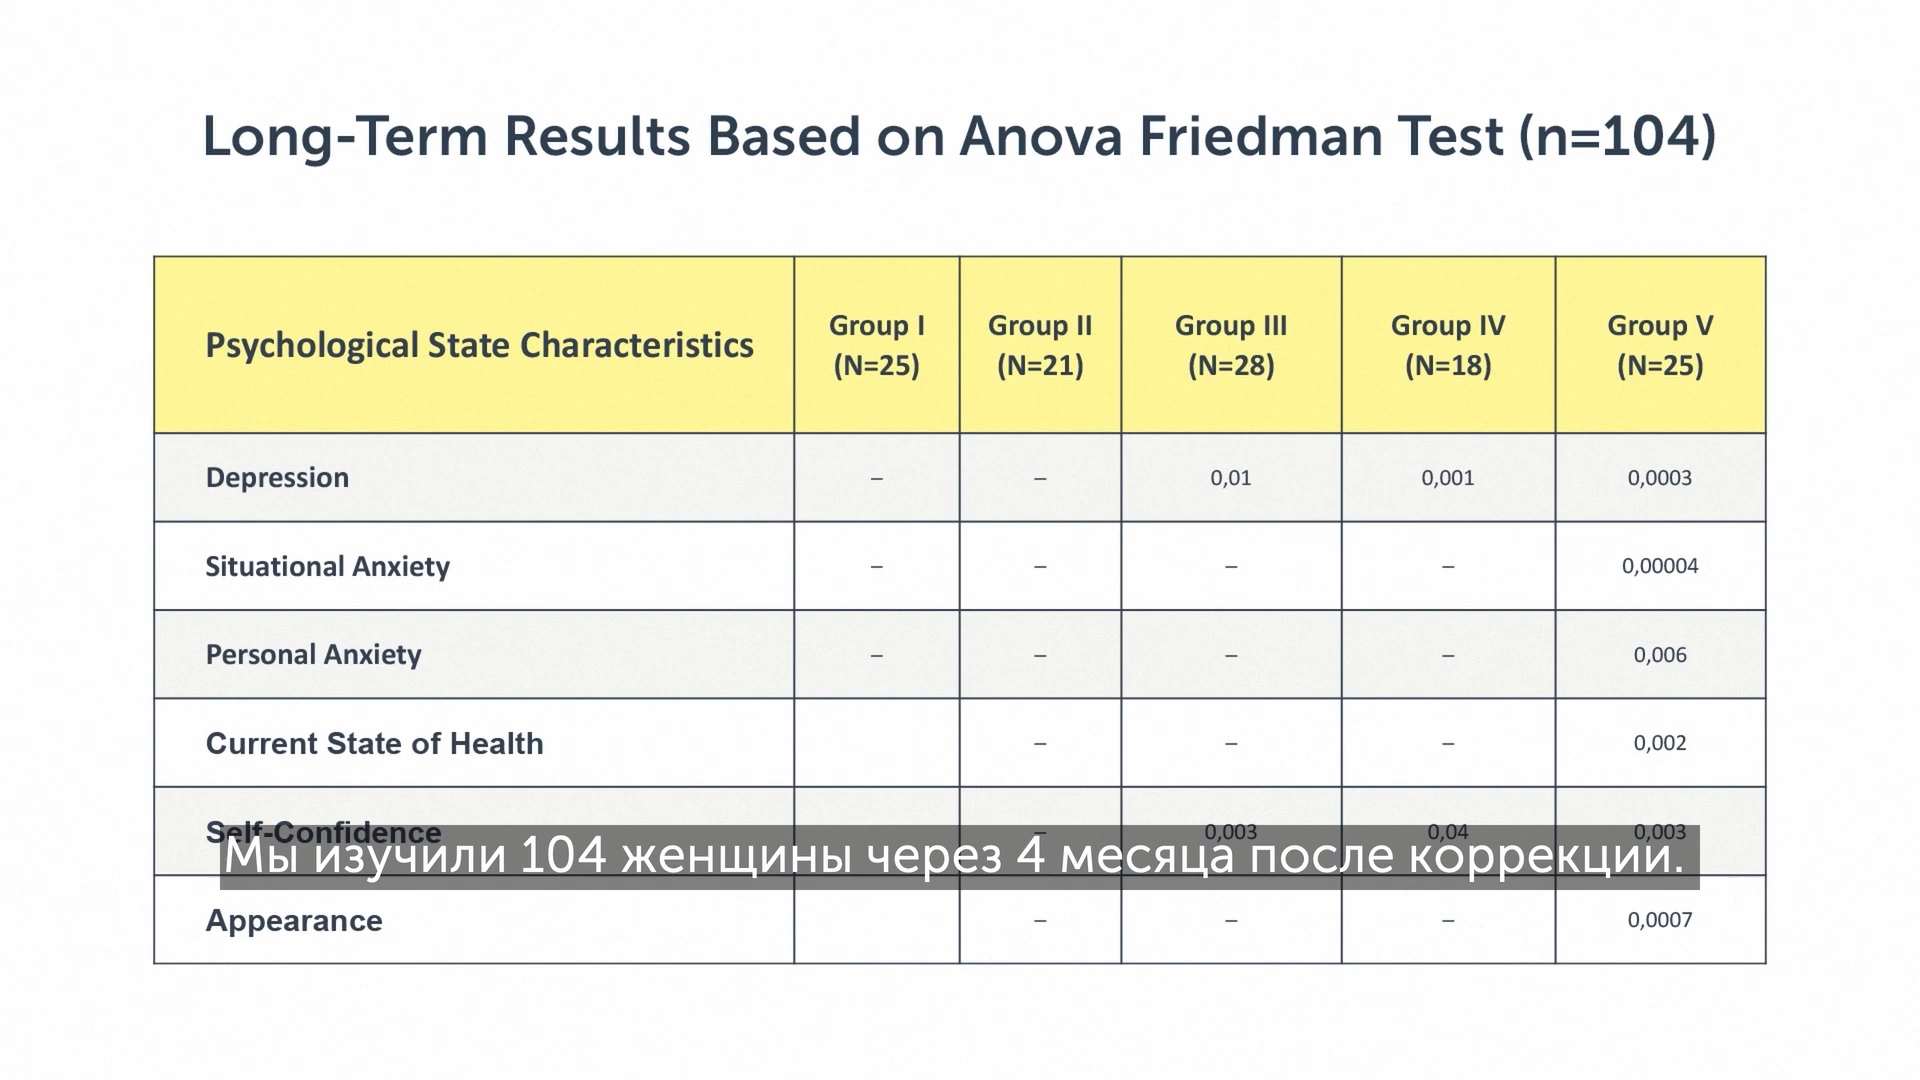 Long-Term Results Based on Anova Friedman Test (n=104)
Psychological State Characteristics
Group I (N=25)
Group II (N=21)
Group III (N=28)
Group IV (N=18)
Group V (N=25)
Depression – – 0,01 0,001 0,0003
Situational Anxiety – – – – 0,00004
Personal Anxiety – – – – 0,006
Current State of Health – – – 0,002
Self-Confidence – 0,003 0,04 0,003
Мы изучили 104 женщины через 4 месяца после коррекции.
Appearance – – – 0,0007